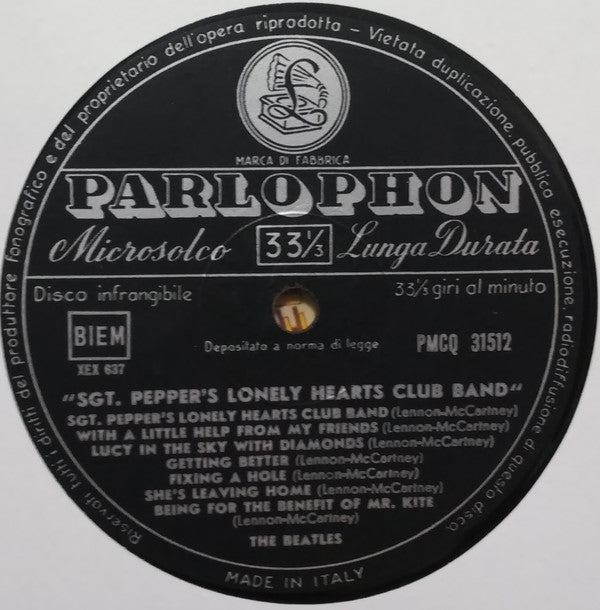 Riservati tutti i diritti del produttore fonografico e del proprietario dell'opera riprodotta - Vietata duplicazione, pubblica esecuzione, radiodiffusione di questo disco.
£
MARCA DI FABBRICA
PARLOPHON
Microsolco 33⅓ Lunga Durata
Disco infrangibile 33⅓ giri al minuto
BIEM Depositato a norma di legge PMCQ 31512
XEX 637
"SGT. PEPPER'S LONELY HEARTS CLUB BAND"
SGT. PEPPER'S LONELY HEARTS CLUB BAND (Lennon-McCartney)
WITH A LITTLE HELP FROM MY FRIENDS (Lennon-McCartney)
LUCY IN THE SKY WITH DIAMONDS (Lennon-McCartney)
GETTING BETTER (Lennon-McCartney)
FIXING A HOLE (Lennon-McCartney)
SHE'S LEAVING HOME (Lennon-McCartney)
BEING FOR THE BENEFIT OF MR. KITE
(Lennon-McCartney)
THE BEATLES
MADE IN ITALY